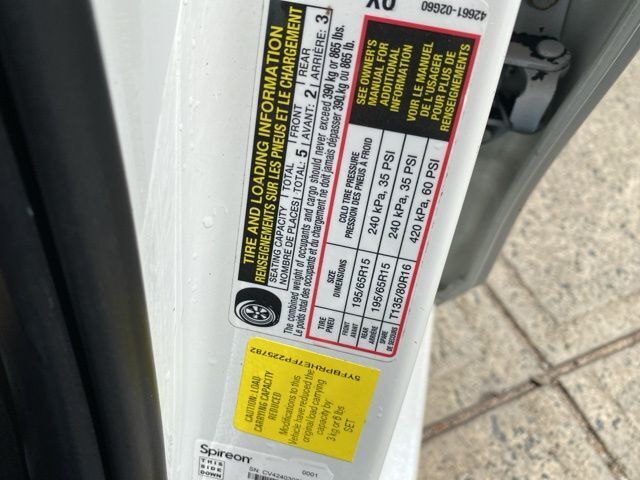 42661-02G60
TIRE AND LOADING INFORMATION
RENSEIGNEMENTS SUR LES PNEUS ET LE CHARGEMENT
SEATING CAPACITY TOTAL 5 FRONT 2 REAR 3
NOMBRE DE PLACES TOTAL: AVANT: ARRIÈRE:
The combined weight of occupants and cargo should never exceed 390 kg or 865 lbs.
Le poids total des occupants et du chargement ne doit jamais dépasser 390 kg ou 865 lb.
TIRE SIZE COLD TIRE PRESSURE
PNEU DIMENSIONS PRESSION DES PNEUS À FROID
FRONT AVANT 195/65R15 240 kPa, 35 PSI
REAR ARRIÈRE 195/65R15 240 kPa, 35 PSI
SPARE DE SECOURS T135/80R16 420 kPa, 60 PSI
SEE OWNER'S
MANUAL FOR
ADDITIONAL
INFORMATION
VOIR LE MANUEL
DE L'USAGER
POUR PLUS DE
RENSEIGNEMENTS
5YFBPRHE7FP225782
CAUTION: LOAD
CARRYING CAPACITY
REDUCED
Modifications to this
Vehicle have reduced the
original load carrying
capacity by:
3 kg or 6 lbs
SET
Spireon
THIS
SIDE
DOWN
0001
SN: